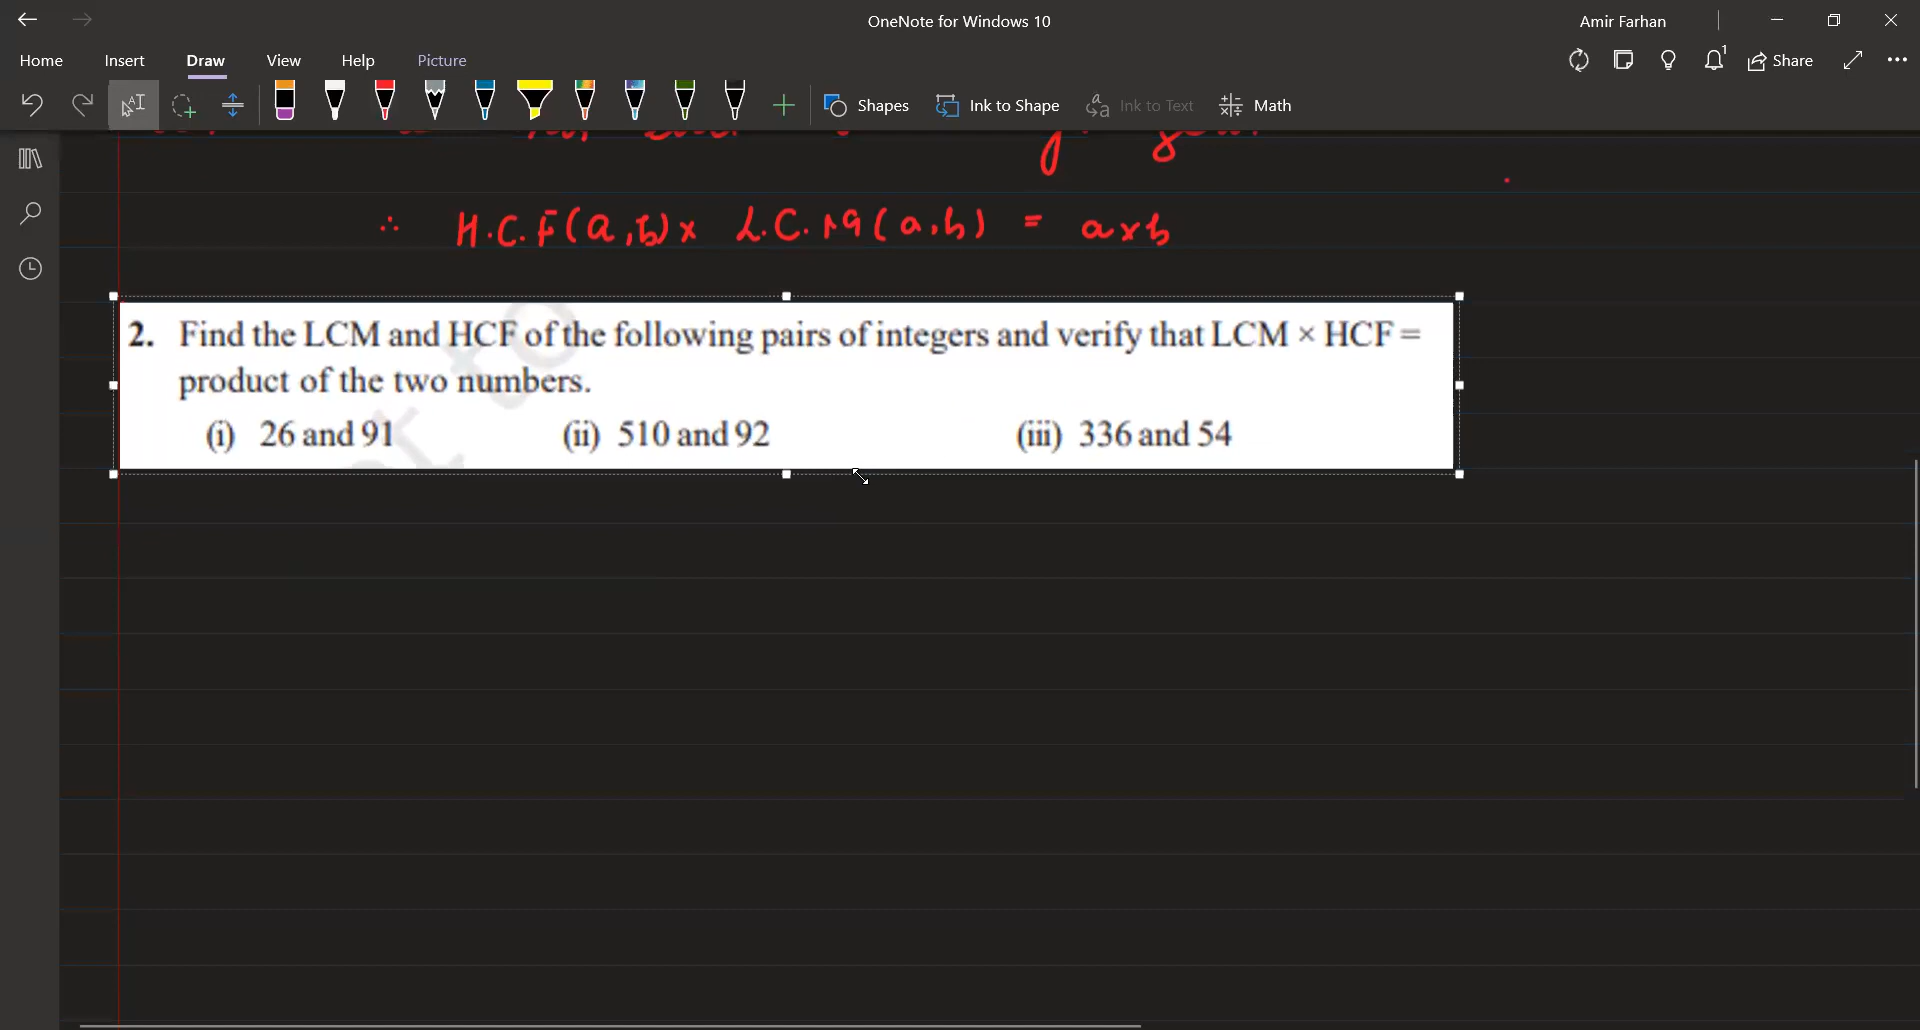 OneNote for Windows 10
Amir Farhan
Home Insert Draw View Help Picture
1
Share
Shapes Ink to Shape Ink to Text Math
∴ H.C.F(a,b) x L.C.M(a,b) = a x b
2. Find the LCM and HCF of the following pairs of integers and verify that LCM × HCF =
product of the two numbers.
(i) 26 and 91 (ii) 510 and 92 (iii) 336 and 54